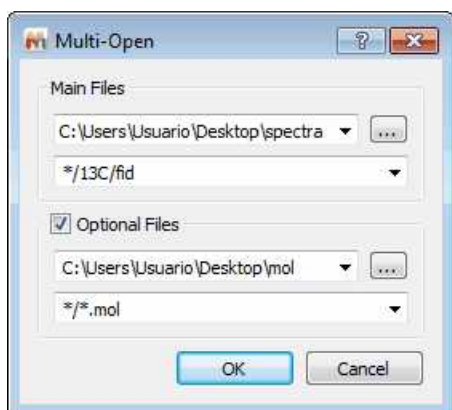 Multi-Open
Main Files
C:\Users\Usuario\Desktop\spectra
...
*/13C/fid
Optional Files
C:\Users\Usuario\Desktop\mol
...
*/*.mol
OK Cancel